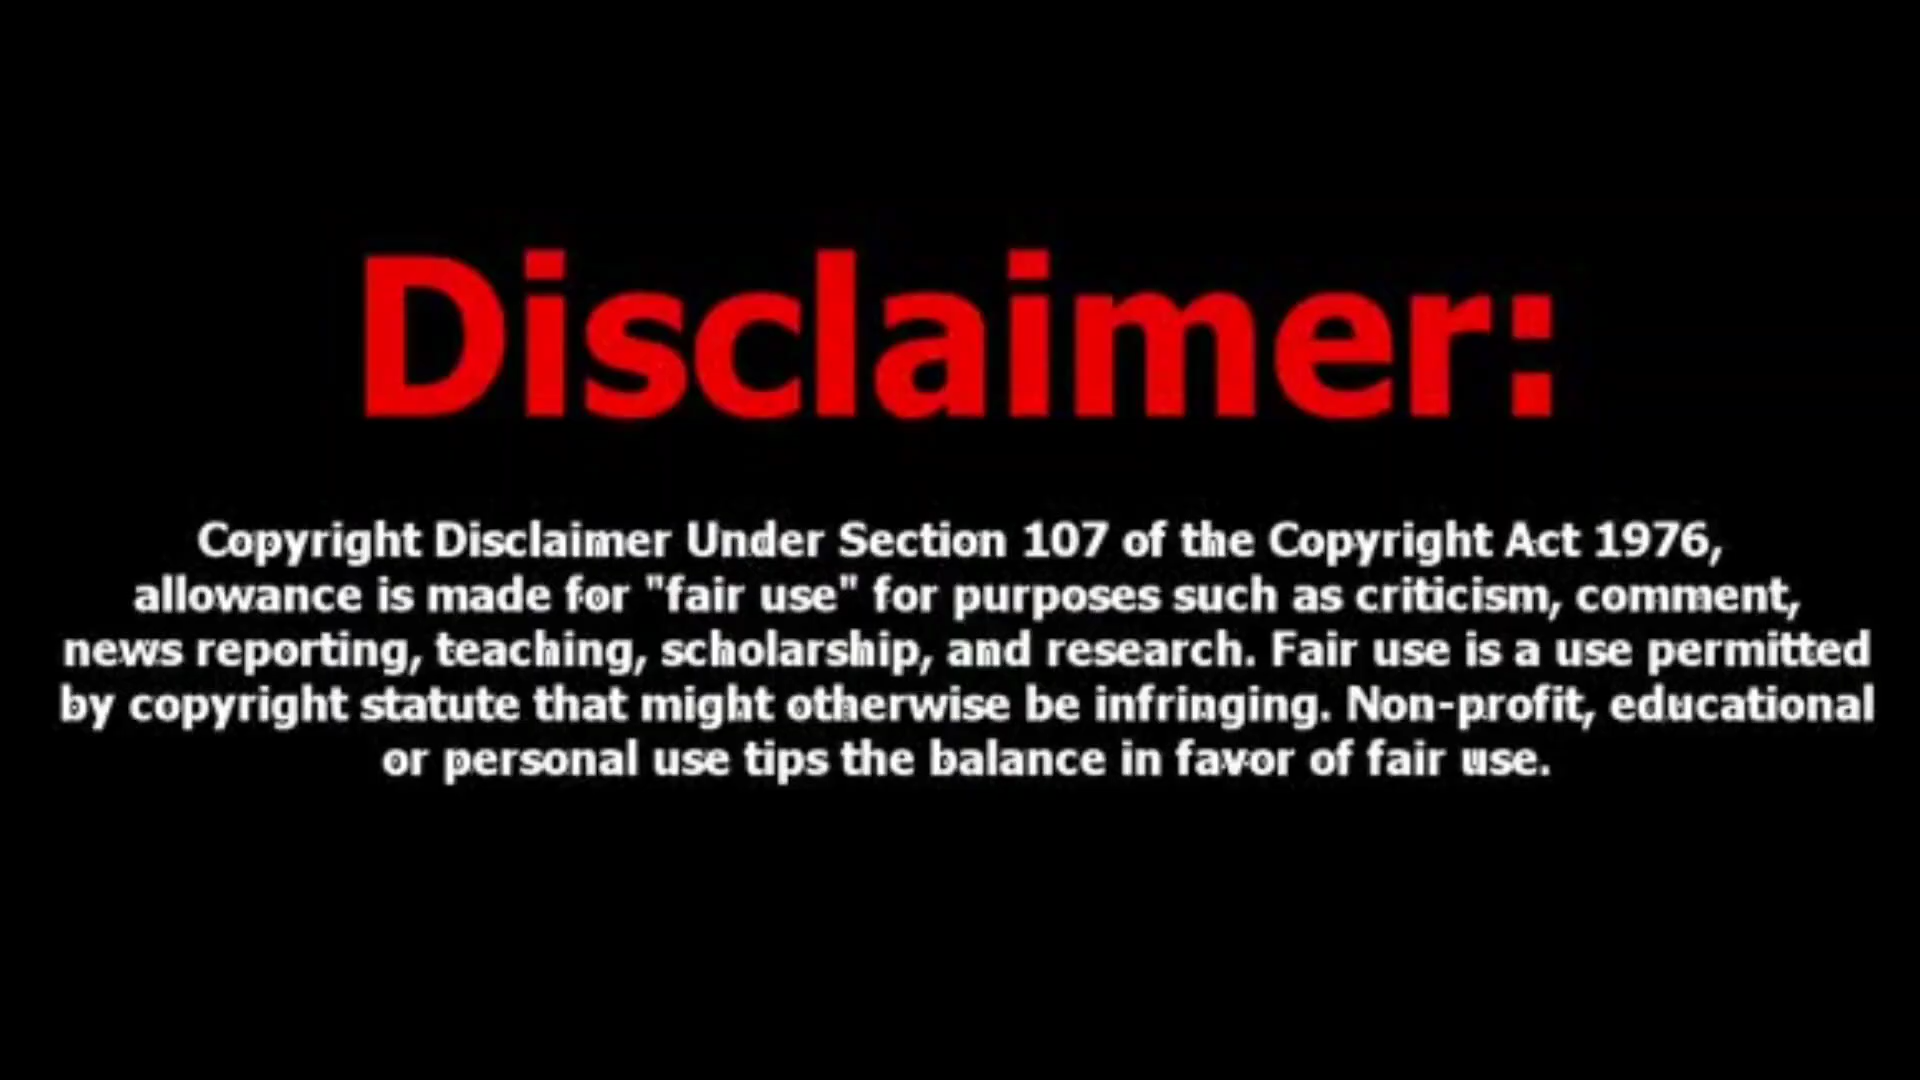 Disclaimer:
Copyright Disclaimer Under Section 107 of the Copyright Act 1976,
allowance is made for "fair use" for purposes such as criticism, comment,
news reporting, teaching, scholarship, and research. Fair use is a use permitted
by copyright statute that might otherwise be infringing. Non-profit, educational
or personal use tips the balance in favor of fair use.